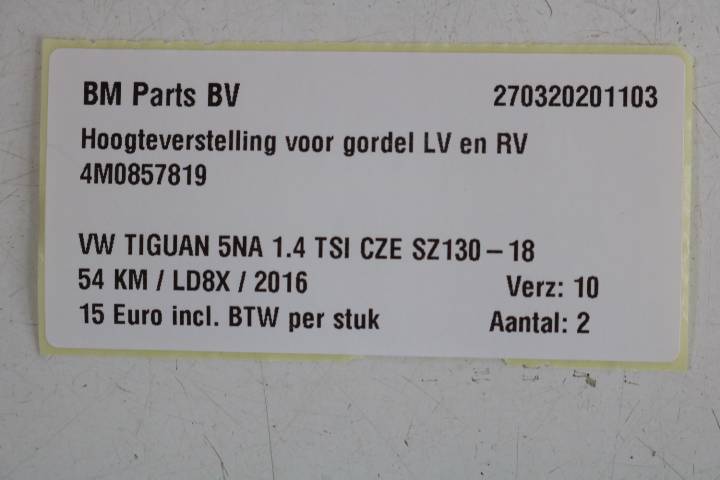 BM Parts BV 270320201103
Hoogteverstelling voor gordel LV en RV
4M0857819
VW TIGUAN 5NA 1.4 TSI CZE SZ130 – 18
54 KM / LD8X / 2016 Verz: 10
15 Euro incl. BTW per stuk Aantal: 2